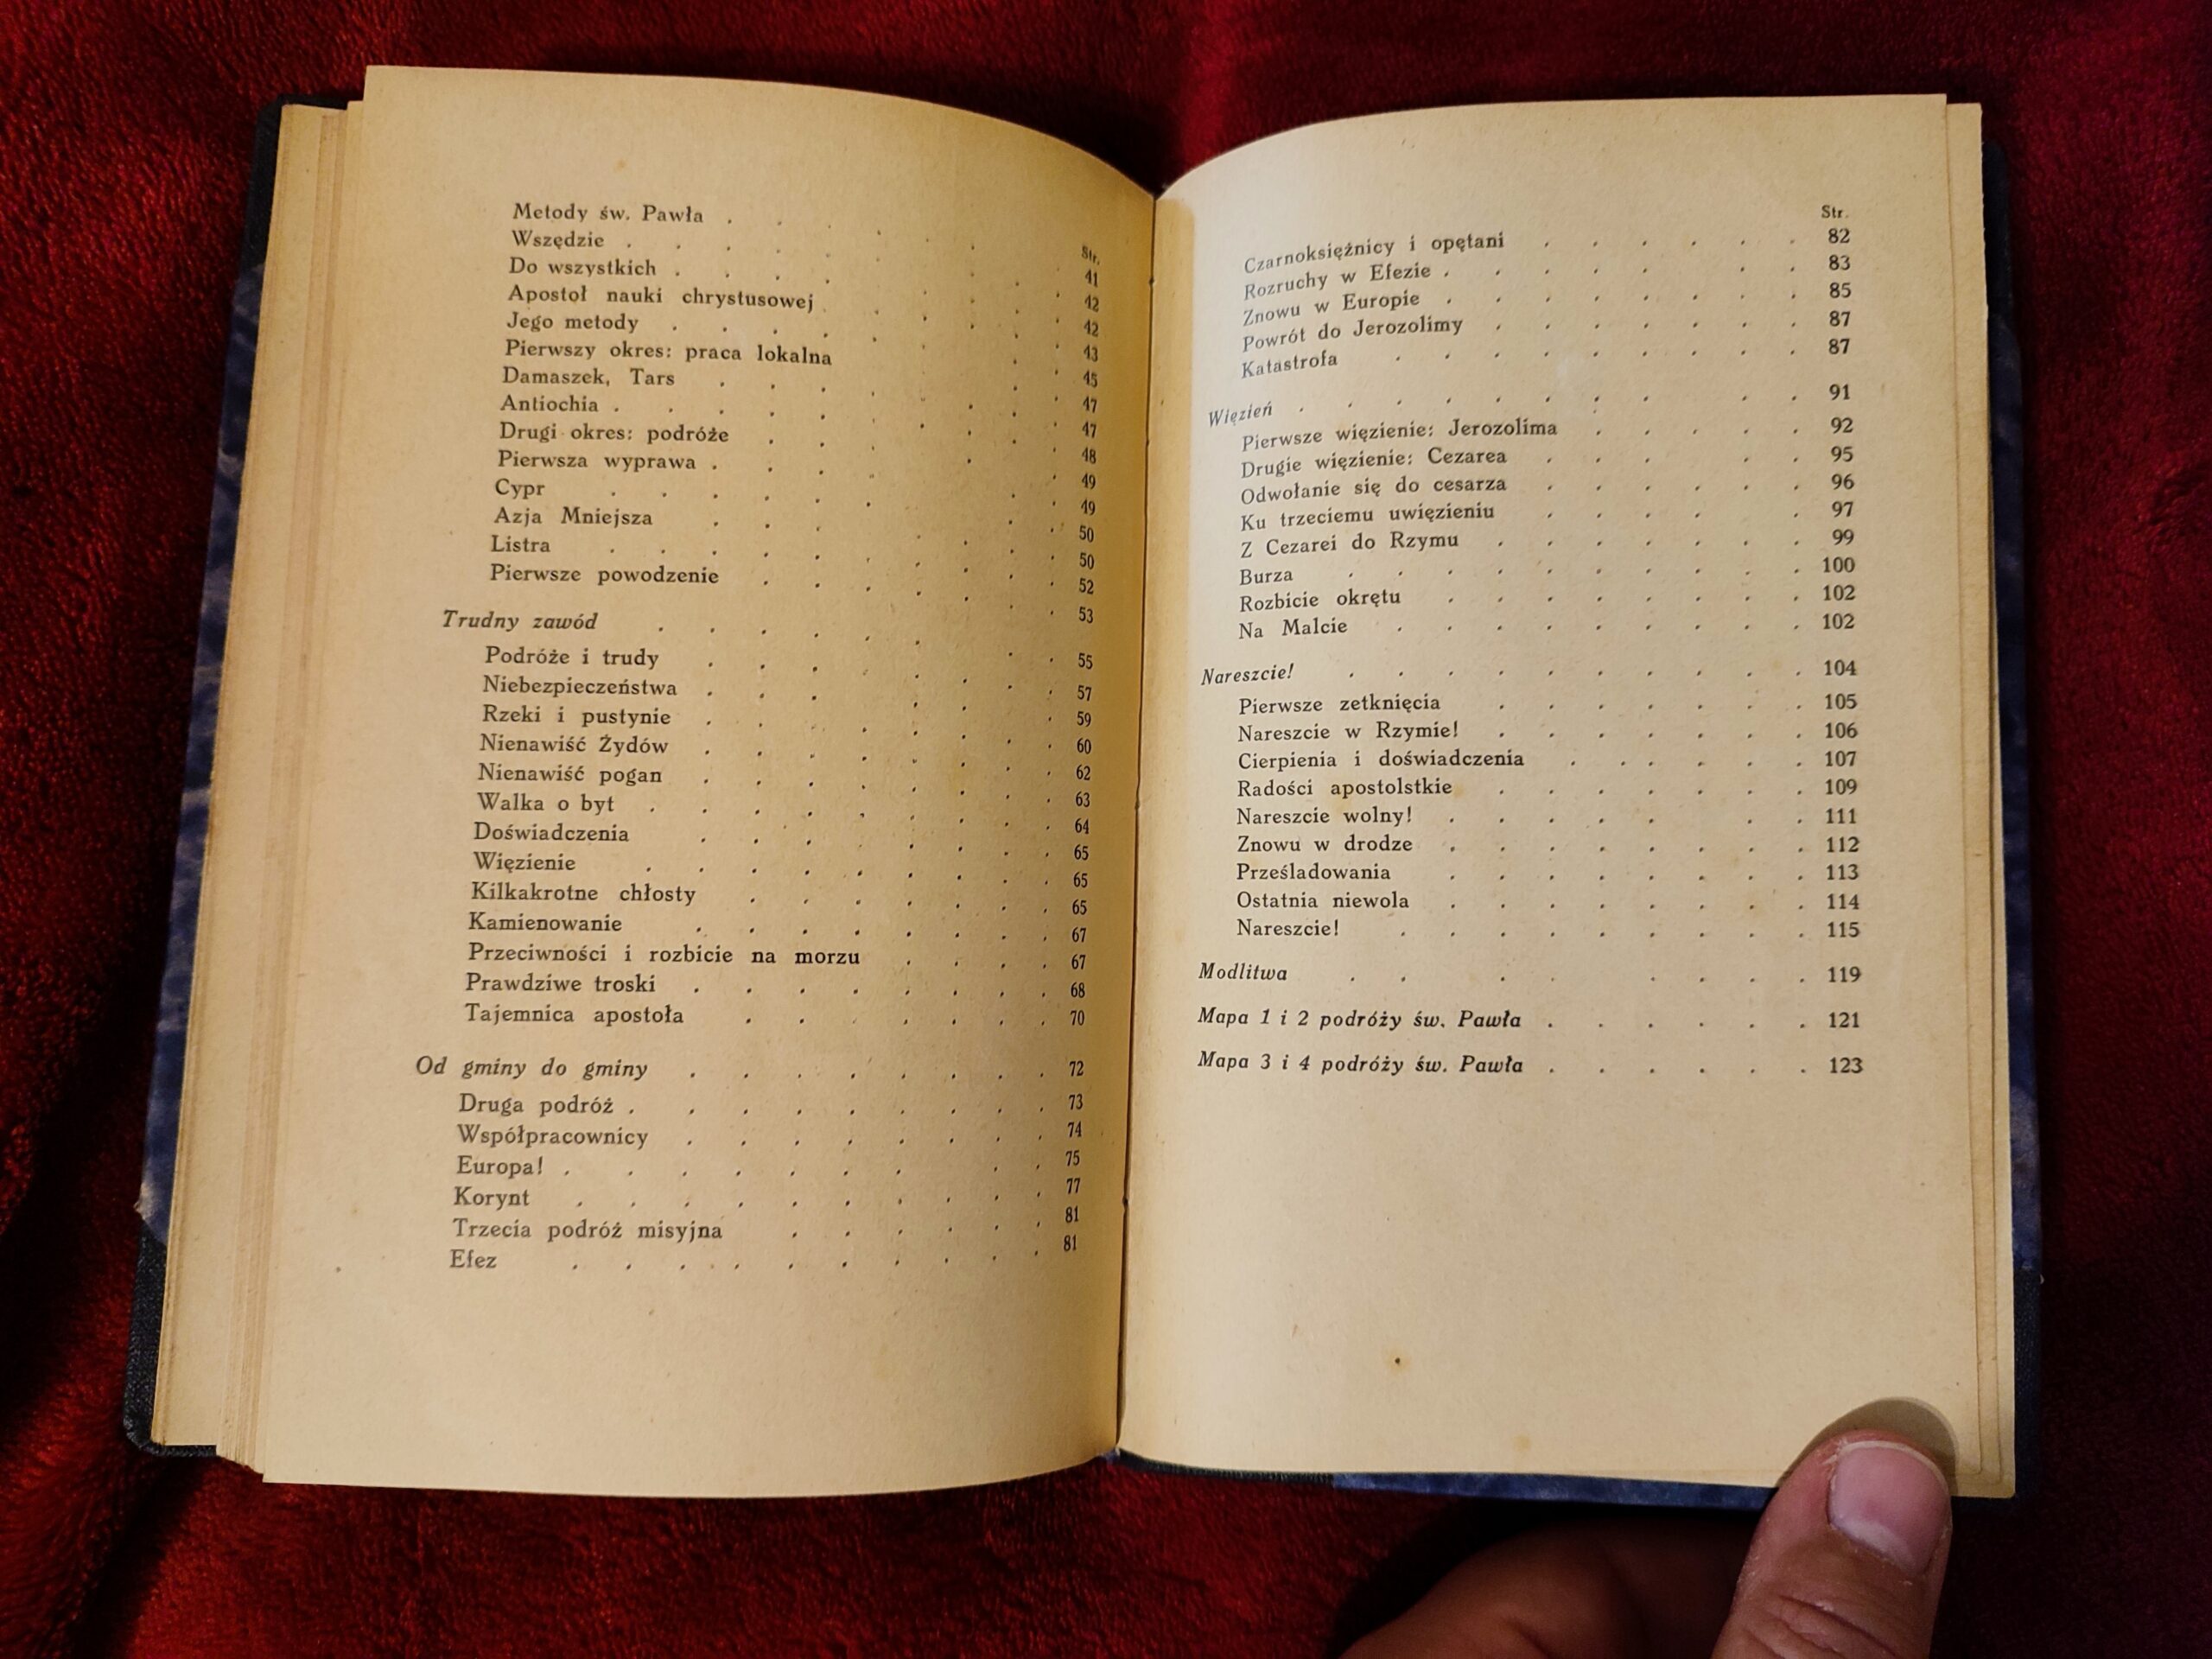 Str.
Metody św. Pawła . . . . . . . 41
Wszędzie . . . . . . . . . 42
Do wszystkich . . . . . . . . 42
Apostoł nauki chrystusowej . . . . . 43
Jego metody . . . . . . . . 45
Pierwszy okres: praca lokalna . . . . 47
Damaszek, Tars . . . . . . . 47
Antiochia . . . . . . . . . 48
Drugi okres: podróże . . . . . . 49
Pierwsza wyprawa . . . . . . . 49
Cypr . . . . . . . . . 50
Azja Mniejsza . . . . . . . 50
Listra . . . . . . . . . 52
Pierwsze powodzenie . . . . . . 53
Trudny zawód . . . . . . . . 55
Podróże i trudy . . . . . . . 57
Niebezpieczeństwa . . . . . . . 59
Rzeki i pustynie . . . . . . . 60
Nienawiść Żydów . . . . . . . 62
Nienawiść pogan . . . . . . . 63
Walka o byt . . . . . . . . 64
Doświadczenia . . . . . . . 65
Więzienie . . . . . . . . 65
Kilkakrotne chłosty . . . . . . 65
Kamienowanie . . . . . . . 67
Przeciwności i rozbicie na morzu . . . 67
Prawdziwe troski . . . . . . . 68
Tajemnica apostoła . . . . . . 70
Od gminy do gminy . . . . . . . 72
Druga podróż . . . . . . . . 73
Współpracownicy . . . . . . . 74
Europa! . . . . . . . . . 75
Korynt . . . . . . . . . 77
Trzecia podróż misyjna . . . . . 81
Efez . . . . . . . . . 81
Str.
Czarnoksiężnicy i opętani . . . . . . 82
Rozruchy w Efezie . . . . . . . 83
Znowu w Europie . . . . . . . . 85
Powrót do Jerozolimy . . . . . . . 87
Katastrofa . . . . . . . . . 87
Więzień . . . . . . . . . . 91
Pierwsze więzienie: Jerozolima . . . . . 92
Drugie więzienie: Cezarea . . . . . 95
Odwołanie się do cesarza . . . . . . 96
Ku trzeciemu uwięzieniu . . . . . 97
Z Cezarei do Rzymu . . . . . . . 99
Burza . . . . . . . . . . 100
Rozbicie okrętu . . . . . . . . 102
Na Malcie . . . . . . . . . 102
Nareszcie! . . . . . . . . . . 104
Pierwsze zetknięcia . . . . . . . 105
Nareszcie w Rzymie! . . . . . . . 106
Cierpienia i doświadczenia . . . . . . 107
Radości apostolstkie . . . . . . . 109
Nareszcie wolny! . . . . . . . 111
Znowu w drodze . . . . . . . . 112
Prześladowania . . . . . . . . 113
Ostatnia niewola . . . . . . . . 114
Nareszcie! . . . . . . . . . 115
Modlitwa . . . . . . . . 119
Mapa 1 i 2 podróży św. Pawła . . . . . . 121
Mapa 3 i 4 podróży św. Pawła . . . . . . 123